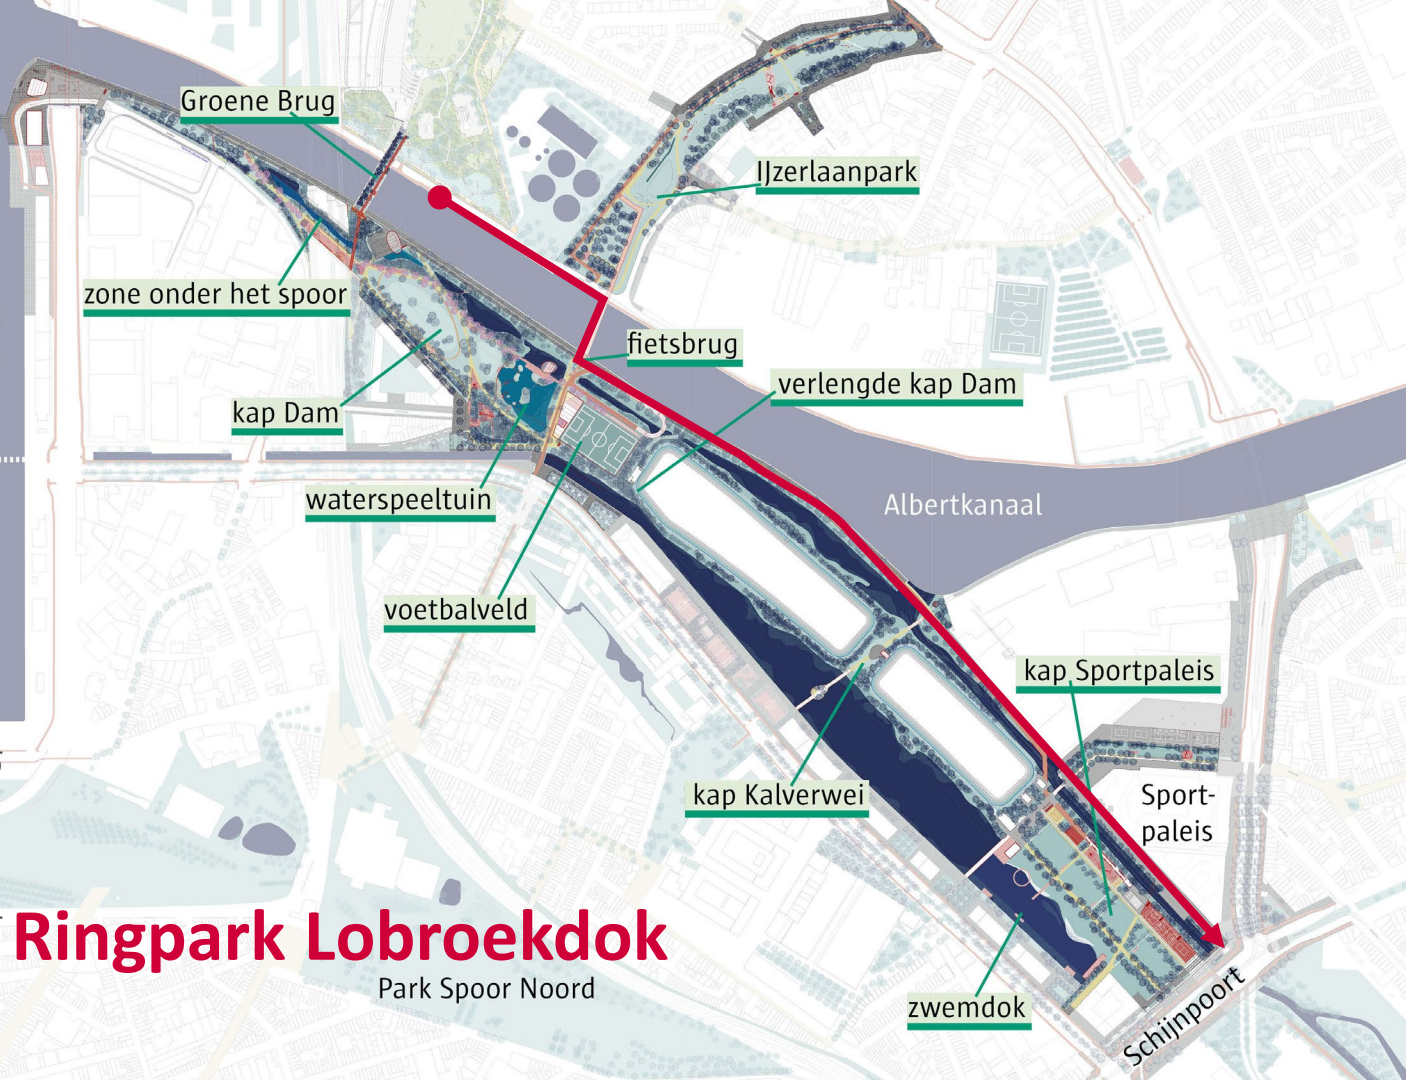 Groene Brug
IJzerlaanpark
zone onder het spoor
fietsbrug
verlengde kap Dam
kap Dam
waterspeeltuin
Albertkanaal
voetbalveld
kap Sportpaleis
kap Kalverwei
Sport-
paleis
Ringpark Lobroekdok
Park Spoor Noord
zwemdok
Schijnpoort